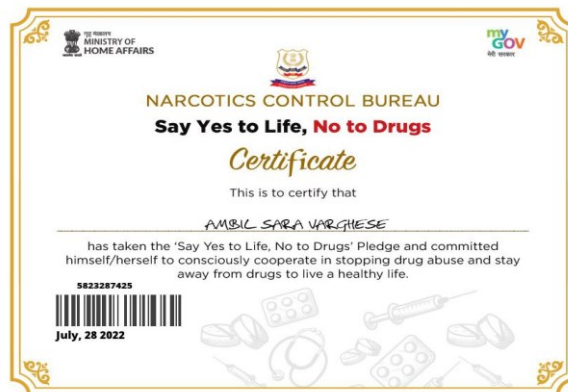 गृह मंत्रालय
MINISTRY OF
HOME AFFAIRS
my
GOV
मेरी सरकार
NARCOTICS CONTROL BUREAU
Say Yes to Life, No to Drugs
Certificate
This is to certify that
AMBIL SARA VARGHESE
has taken the ‘Say Yes to Life, No to Drugs’ Pledge and committed
himself/herself to consciously cooperate in stopping drug abuse and stay
away from drugs to live a healthy life.
5823287425
July, 28 2022